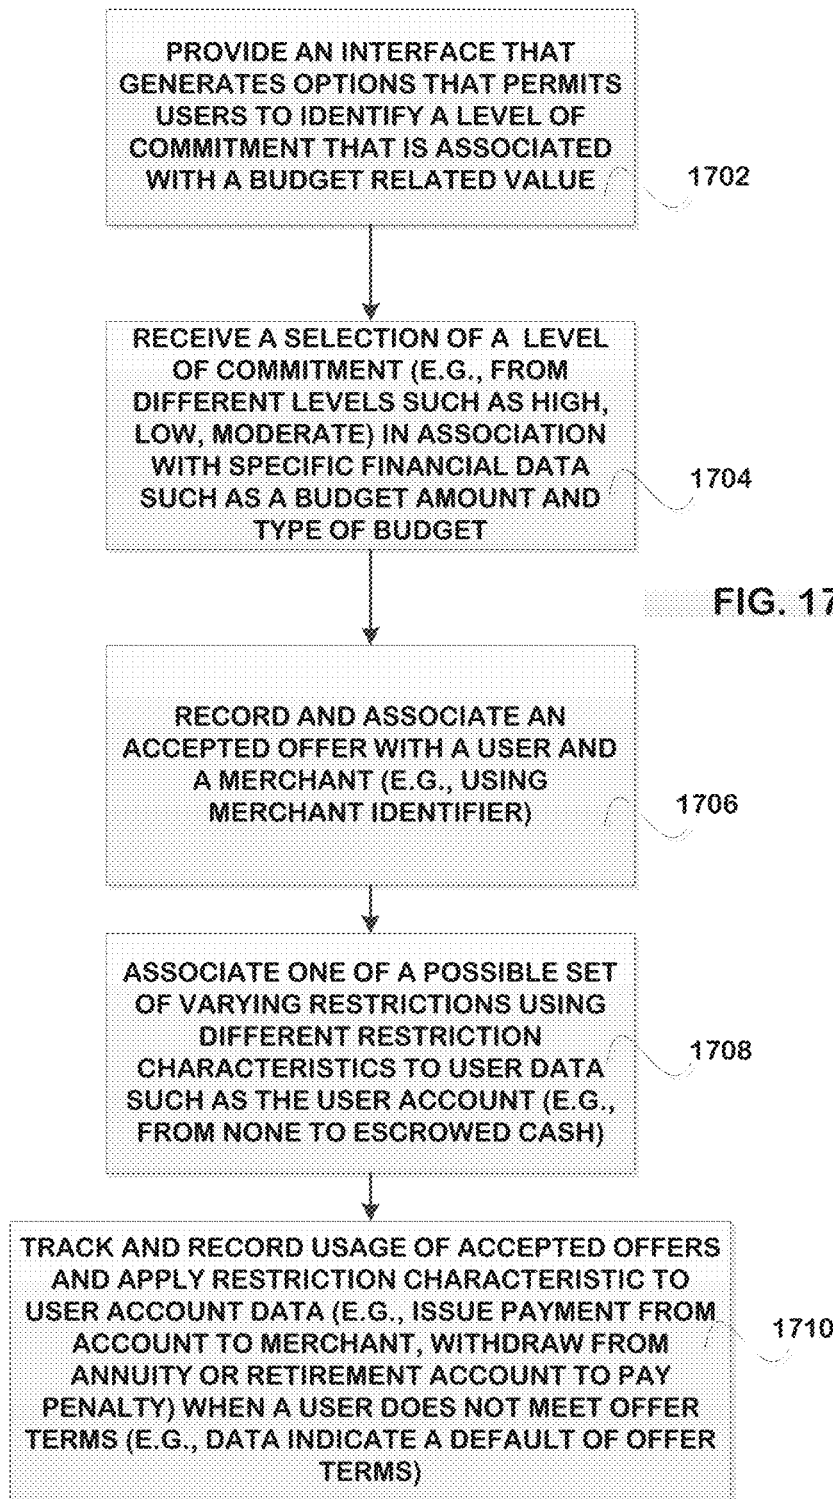 PROVIDE AN INTERFACE THAT
GENERATES OPTIONS THAT PERMITS
USERS TO IDENTIFY A LEVEL OF
COMMITMENT THAT IS ASSOCIATED
WITH A BUDGET RELATED VALUE
1702
RECEIVE A SELECTION OF A LEVEL
OF COMMITMENT (E.G., FROM
DIFFERENT LEVELS SUCH AS HIGH,
LOW, MODERATE) IN ASSOCIATION
WITH SPECIFIC FINANCIAL DATA
SUCH AS A BUDGET AMOUNT AND
TYPE OF BUDGET
1704
FIG. 17
RECORD AND ASSOCIATE AN
ACCEPTED OFFER WITH A USER AND
A MERCHANT (E.G., USING
MERCHANT IDENTIFIER)
1706
ASSOCIATE ONE OF A POSSIBLE SET
OF VARYING RESTRICTIONS USING
DIFFERENT RESTRICTION
CHARACTERISTICS TO USER DATA
SUCH AS THE USER ACCOUNT (E.G.,
FROM NONE TO ESCROWED CASH)
1708
TRACK AND RECORD USAGE OF ACCEPTED OFFERS
AND APPLY RESTRICTION CHARACTERISTIC TO
USER ACCOUNT DATA (E.G., ISSUE PAYMENT FROM
ACCOUNT TO MERCHANT, WITHDRAW FROM
ANNUITY OR RETIREMENT ACCOUNT TO PAY
PENALTY) WHEN A USER DOES NOT MEET OFFER
TERMS (E.G., DATA INDICATE A DEFAULT OF OFFER
TERMS)
1710